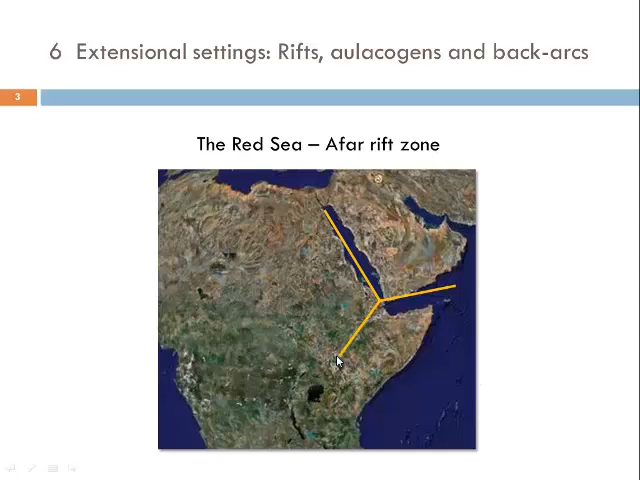 6 Extensional settings: Rifts, aulacogens and back-arcs
3
The Red Sea – Afar rift zone